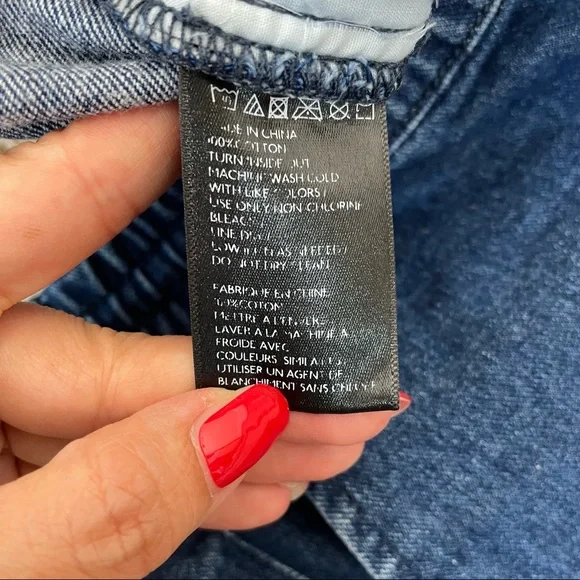 MADE IN CHINA
100% COTTON
TURN INSIDE OUT
MACHINE WASH COLD
WITH LIKE COLORS
USE ONLY NON-CHLORINE
BLEACH
LINE DRY
LOW IRON AS NEEDED
DO NOT DRY CLEAN
FABRIQUE EN CHINE
100% COTON
METTRE A L'ENVERS
LAVER A LA MACHINE A
FROIDE AVEC
COULEURS SIMILAIRES
UTILISER UN AGENT DE
BLANCHIMENT SANS CHLORE